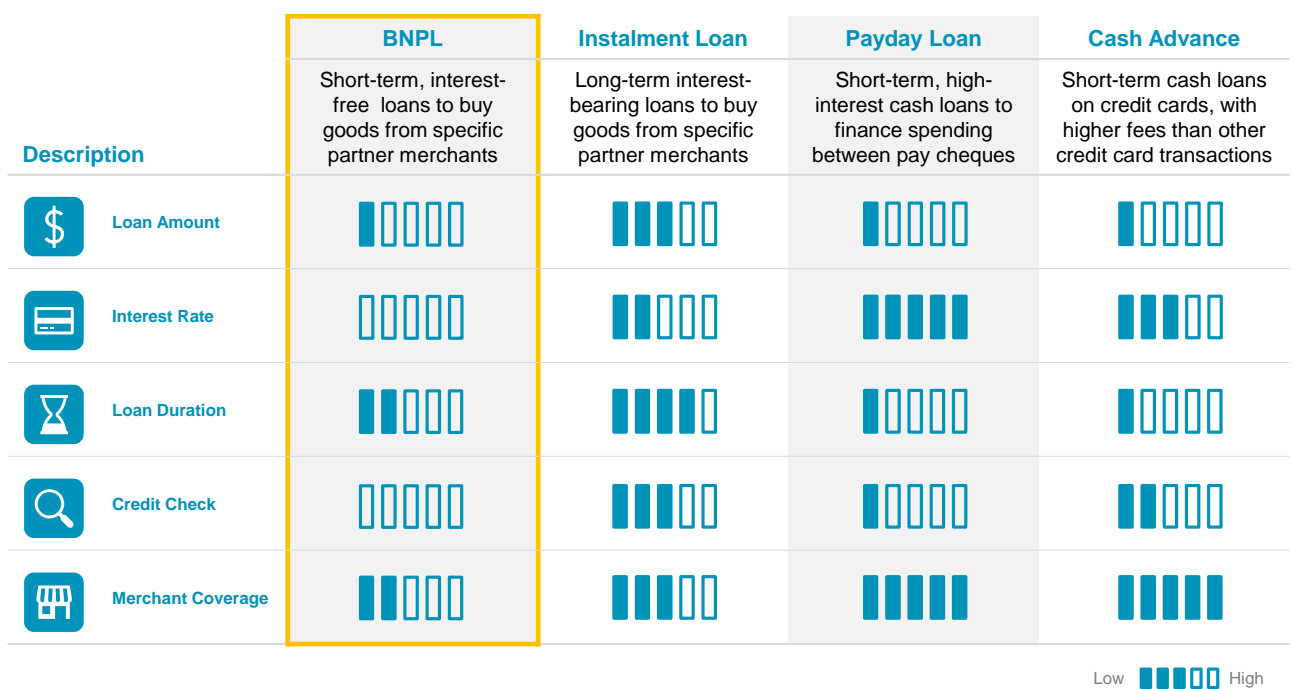 BNPL
Instalment Loan
Payday Loan
Cash Advance
Description
Short-term, interest-
free loans to buy
goods from specific
partner merchants
Long-term interest-
bearing loans to buy
goods from specific
partner merchants
Short-term, high-
interest cash loans to
finance spending
between pay cheques
Short-term cash loans
on credit cards, with
higher fees than other
credit card transactions
$
Loan Amount
Interest Rate
Loan Duration
Credit Check
Merchant Coverage
Low
High